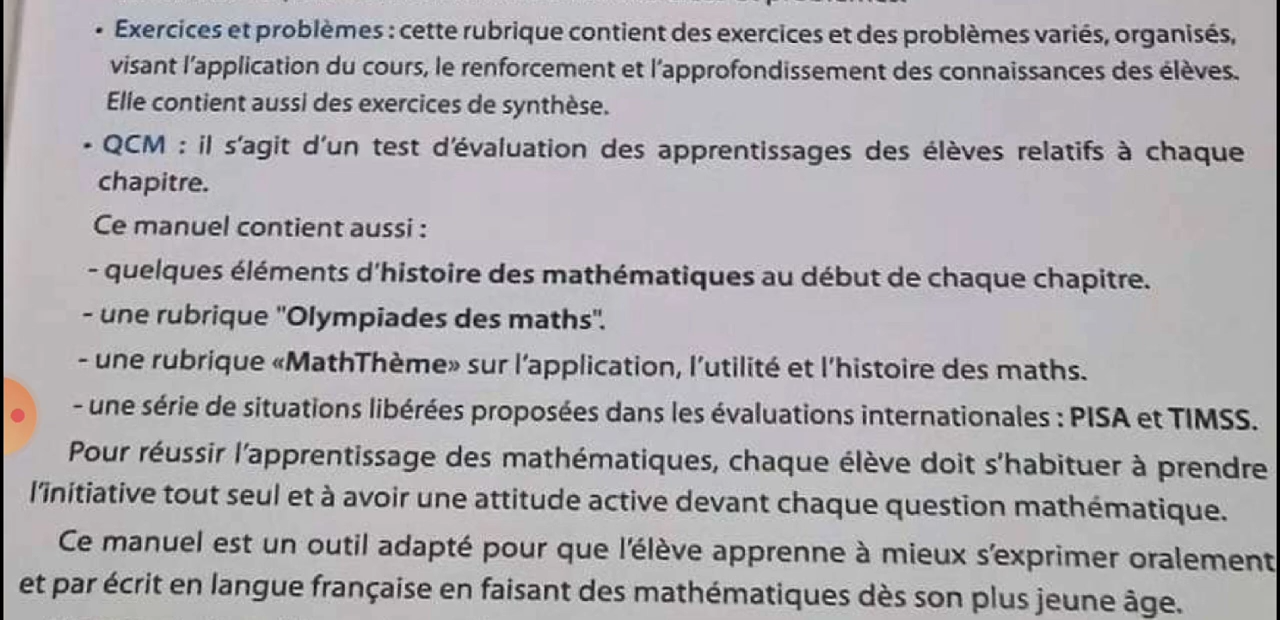 • Exercices et problèmes : cette rubrique contient des exercices et des problèmes variés, organisés,
visant l'application du cours, le renforcement et l'approfondissement des connaissances des élèves.
Elle contient aussi des exercices de synthèse.
• QCM : il s'agit d'un test d'évaluation des apprentissages des élèves relatifs à chaque
chapitre.
Ce manuel contient aussi :
- quelques éléments d'histoire des mathématiques au début de chaque chapitre.
- une rubrique "Olympiades des maths".
- une rubrique «MathThème» sur l'application, l'utilité et l'histoire des maths.
- une série de situations libérées proposées dans les évaluations internationales : PISA et TIMSS.
Pour réussir l'apprentissage des mathématiques, chaque élève doit s'habituer à prendre
l'initiative tout seul et à avoir une attitude active devant chaque question mathématique.
Ce manuel est un outil adapté pour que l'élève apprenne à mieux s'exprimer oralement
et par écrit en langue française en faisant des mathématiques dès son plus jeune âge.